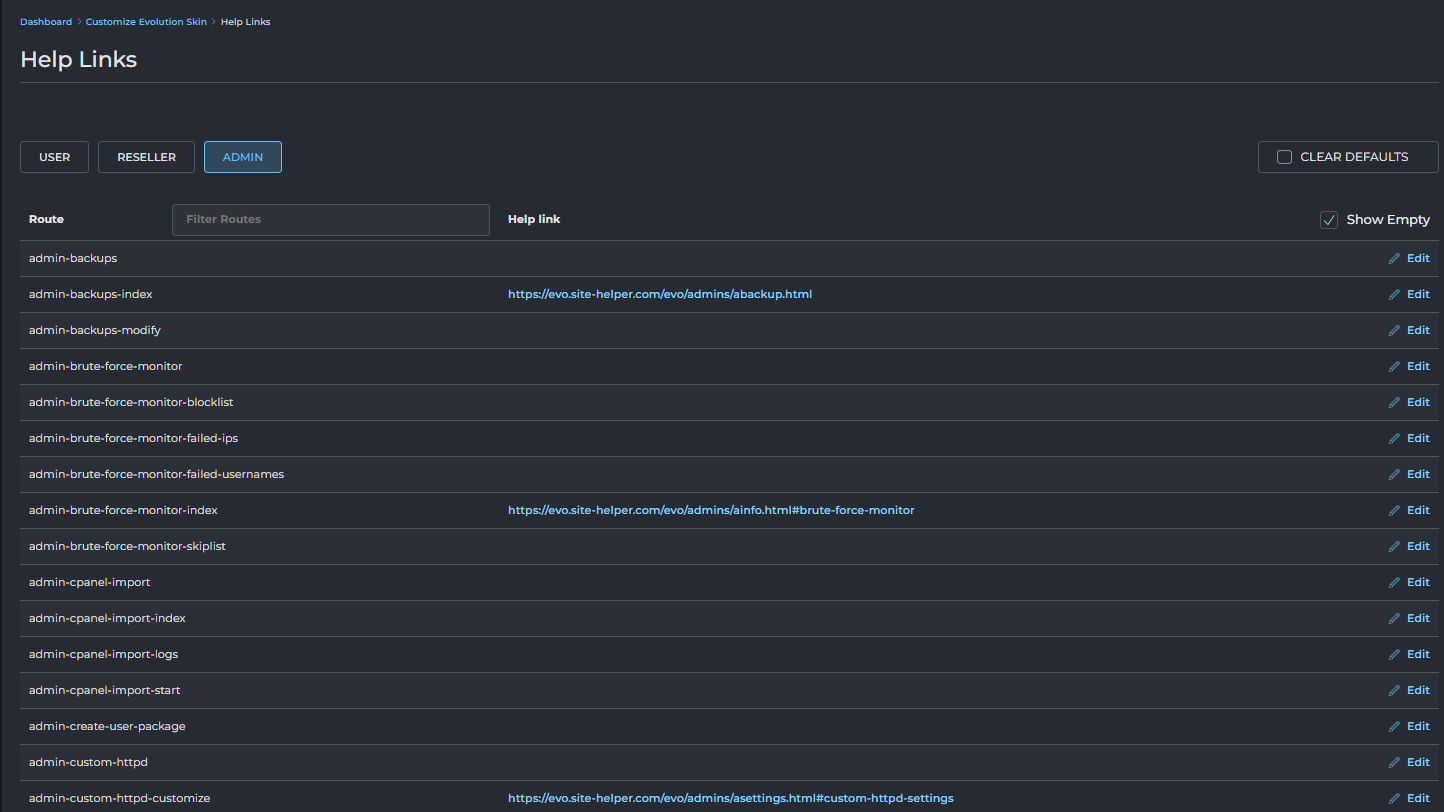 Dashboard > Customize Evolution Skin > Help Links
Help Links
USER RESELLER ADMIN CLEAR DEFAULTS
Route Filter Routes Help link Show Empty
admin-backups Edit
admin-backups-index https://evo.site-helper.com/evo/admins/abackup.html Edit
admin-backups-modify Edit
admin-brute-force-monitor Edit
admin-brute-force-monitor-blocklist Edit
admin-brute-force-monitor-failed-ips Edit
admin-brute-force-monitor-failed-usernames Edit
admin-brute-force-monitor-index https://evo.site-helper.com/evo/admins/ainfo.html#brute-force-monitor Edit
admin-brute-force-monitor-skiplist Edit
admin-cpanel-import Edit
admin-cpanel-import-index Edit
admin-cpanel-import-logs Edit
admin-cpanel-import-start Edit
admin-create-user-package Edit
admin-custom-httpd Edit
admin-custom-httpd-customize https://evo.site-helper.com/evo/admins/asettings.html#custom-httpd-settings Edit